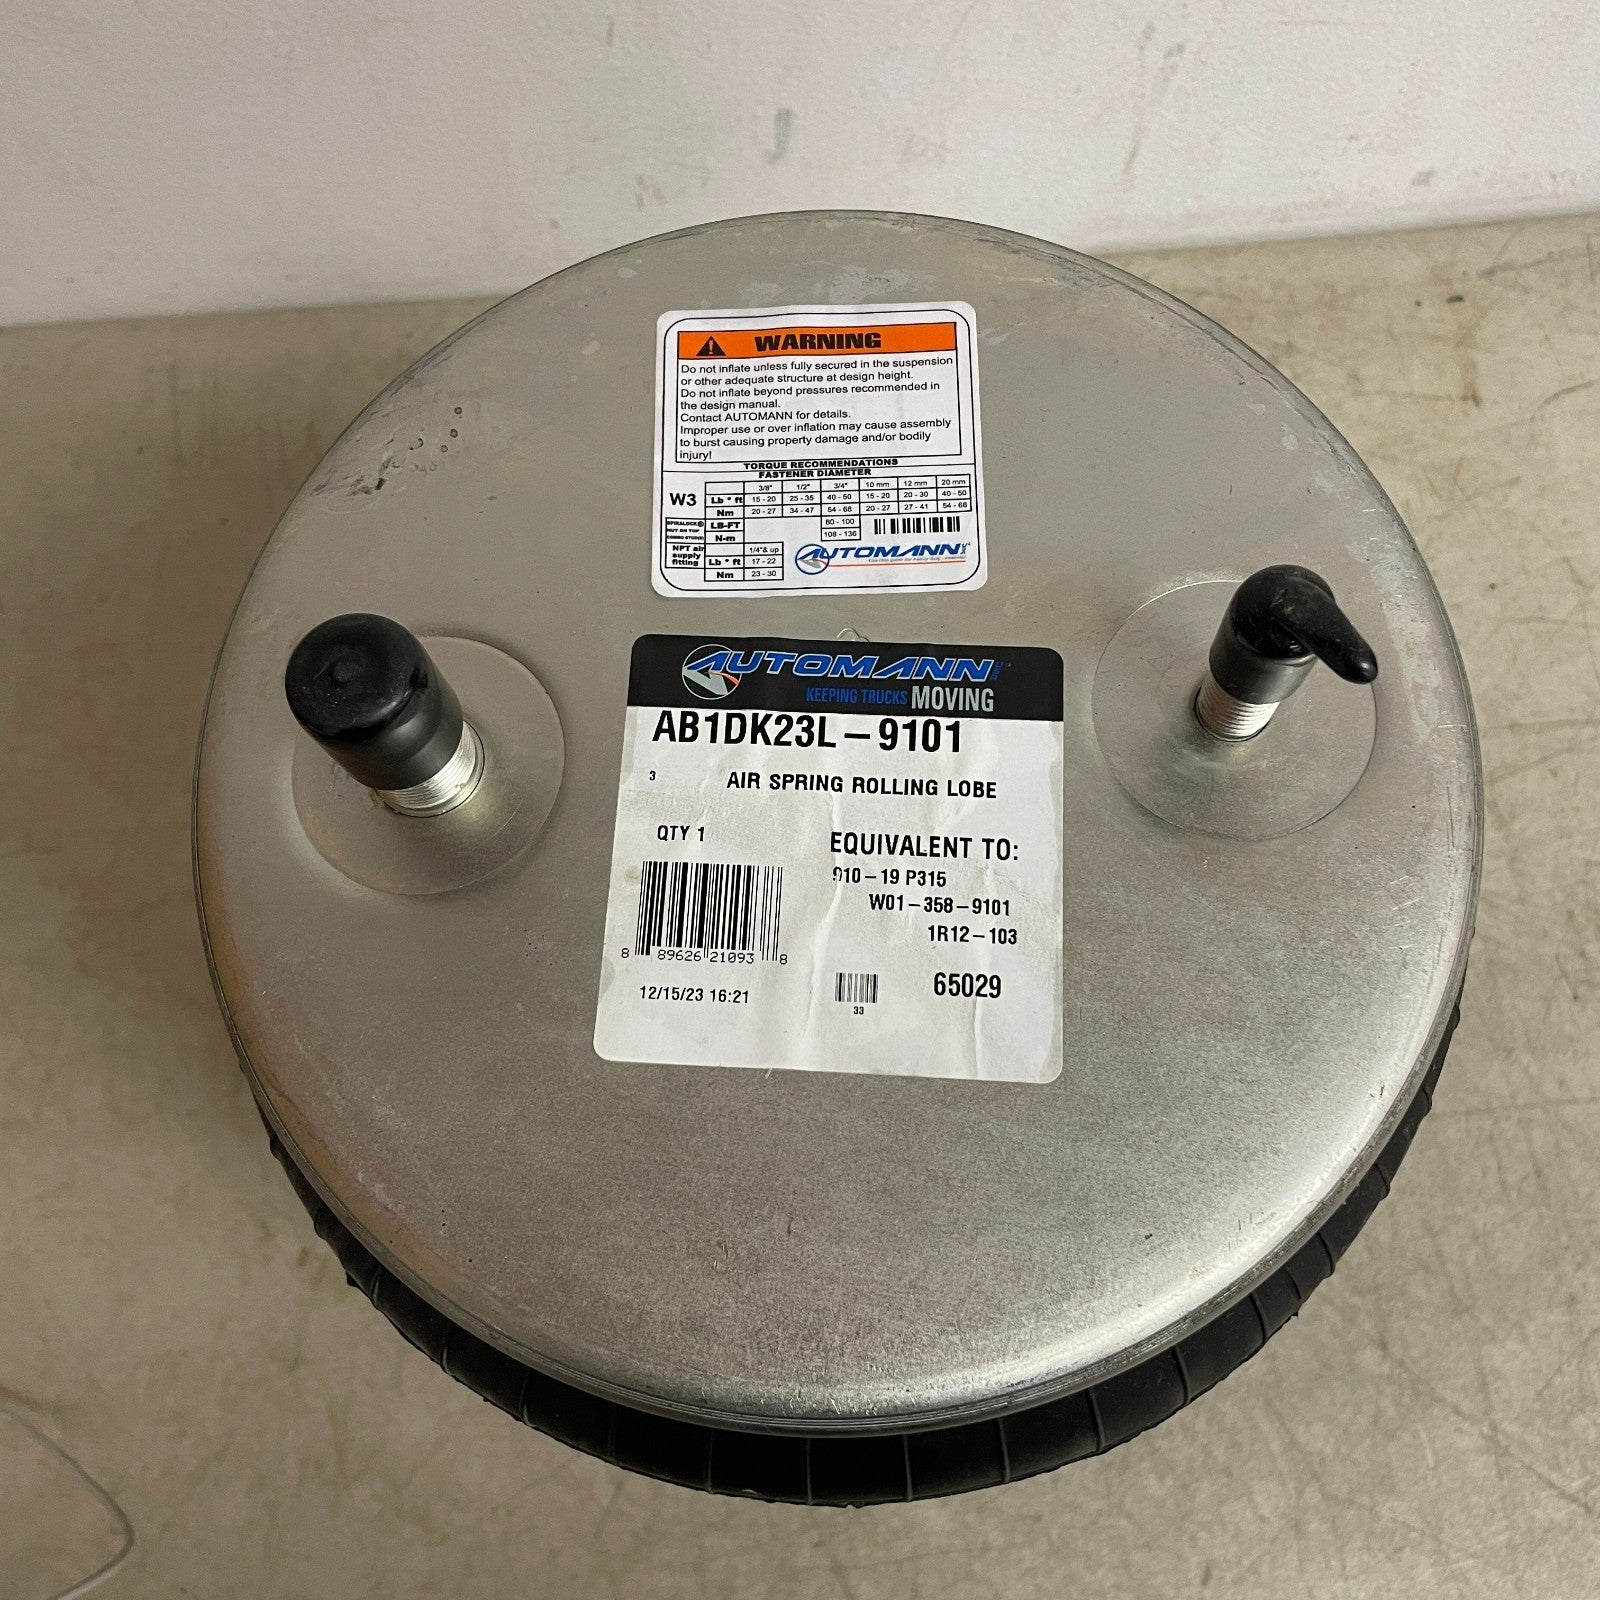 WARNING
Do not inflate unless fully secured in the suspension
or other adequate structure at design height.
Do not inflate beyond pressures recommended in
the design manual.
Contact AUTOMANN for details.
Improper use or over inflation may cause assembly
to burst causing property damage and/or bodily
injury!
TORQUE RECOMMENDATIONS
FASTENER DIAMETER
W3 3/8" 1/2" 3/4" 10 mm 12 mm 20 mm
Lb * ft 15 - 20 25 - 35 40 - 50 15 - 20 20 - 30 40 - 50
Nm 20 - 27 34 - 47 54 - 68 20 - 27 27 - 41 54 - 68
LB-FT 80 - 100
N-m 108 - 136
NPT air
supply
fitting
1/4"& up
Lb * ft 17 - 22
Nm 23 - 30
AUTOMANN
AUTOMANN
KEEPING TRUCKS MOVING
AB1DK23L-9101
3 AIR SPRING ROLLING LOBE
QTY 1
EQUIVALENT TO:
910-19 P315
W01-358-9101
1R12-103
8 89626 21093 8
12/15/23 16:21
33
65029